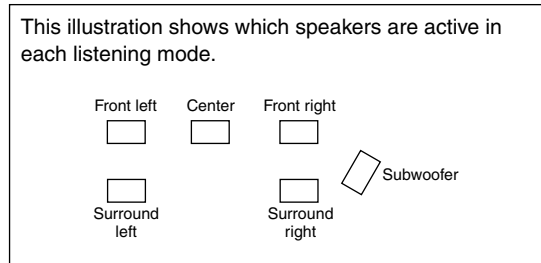 This illustration shows which speakers are active in
each listening mode.
Front left Center Front right
Subwoofer
Surround
left
Surround
right